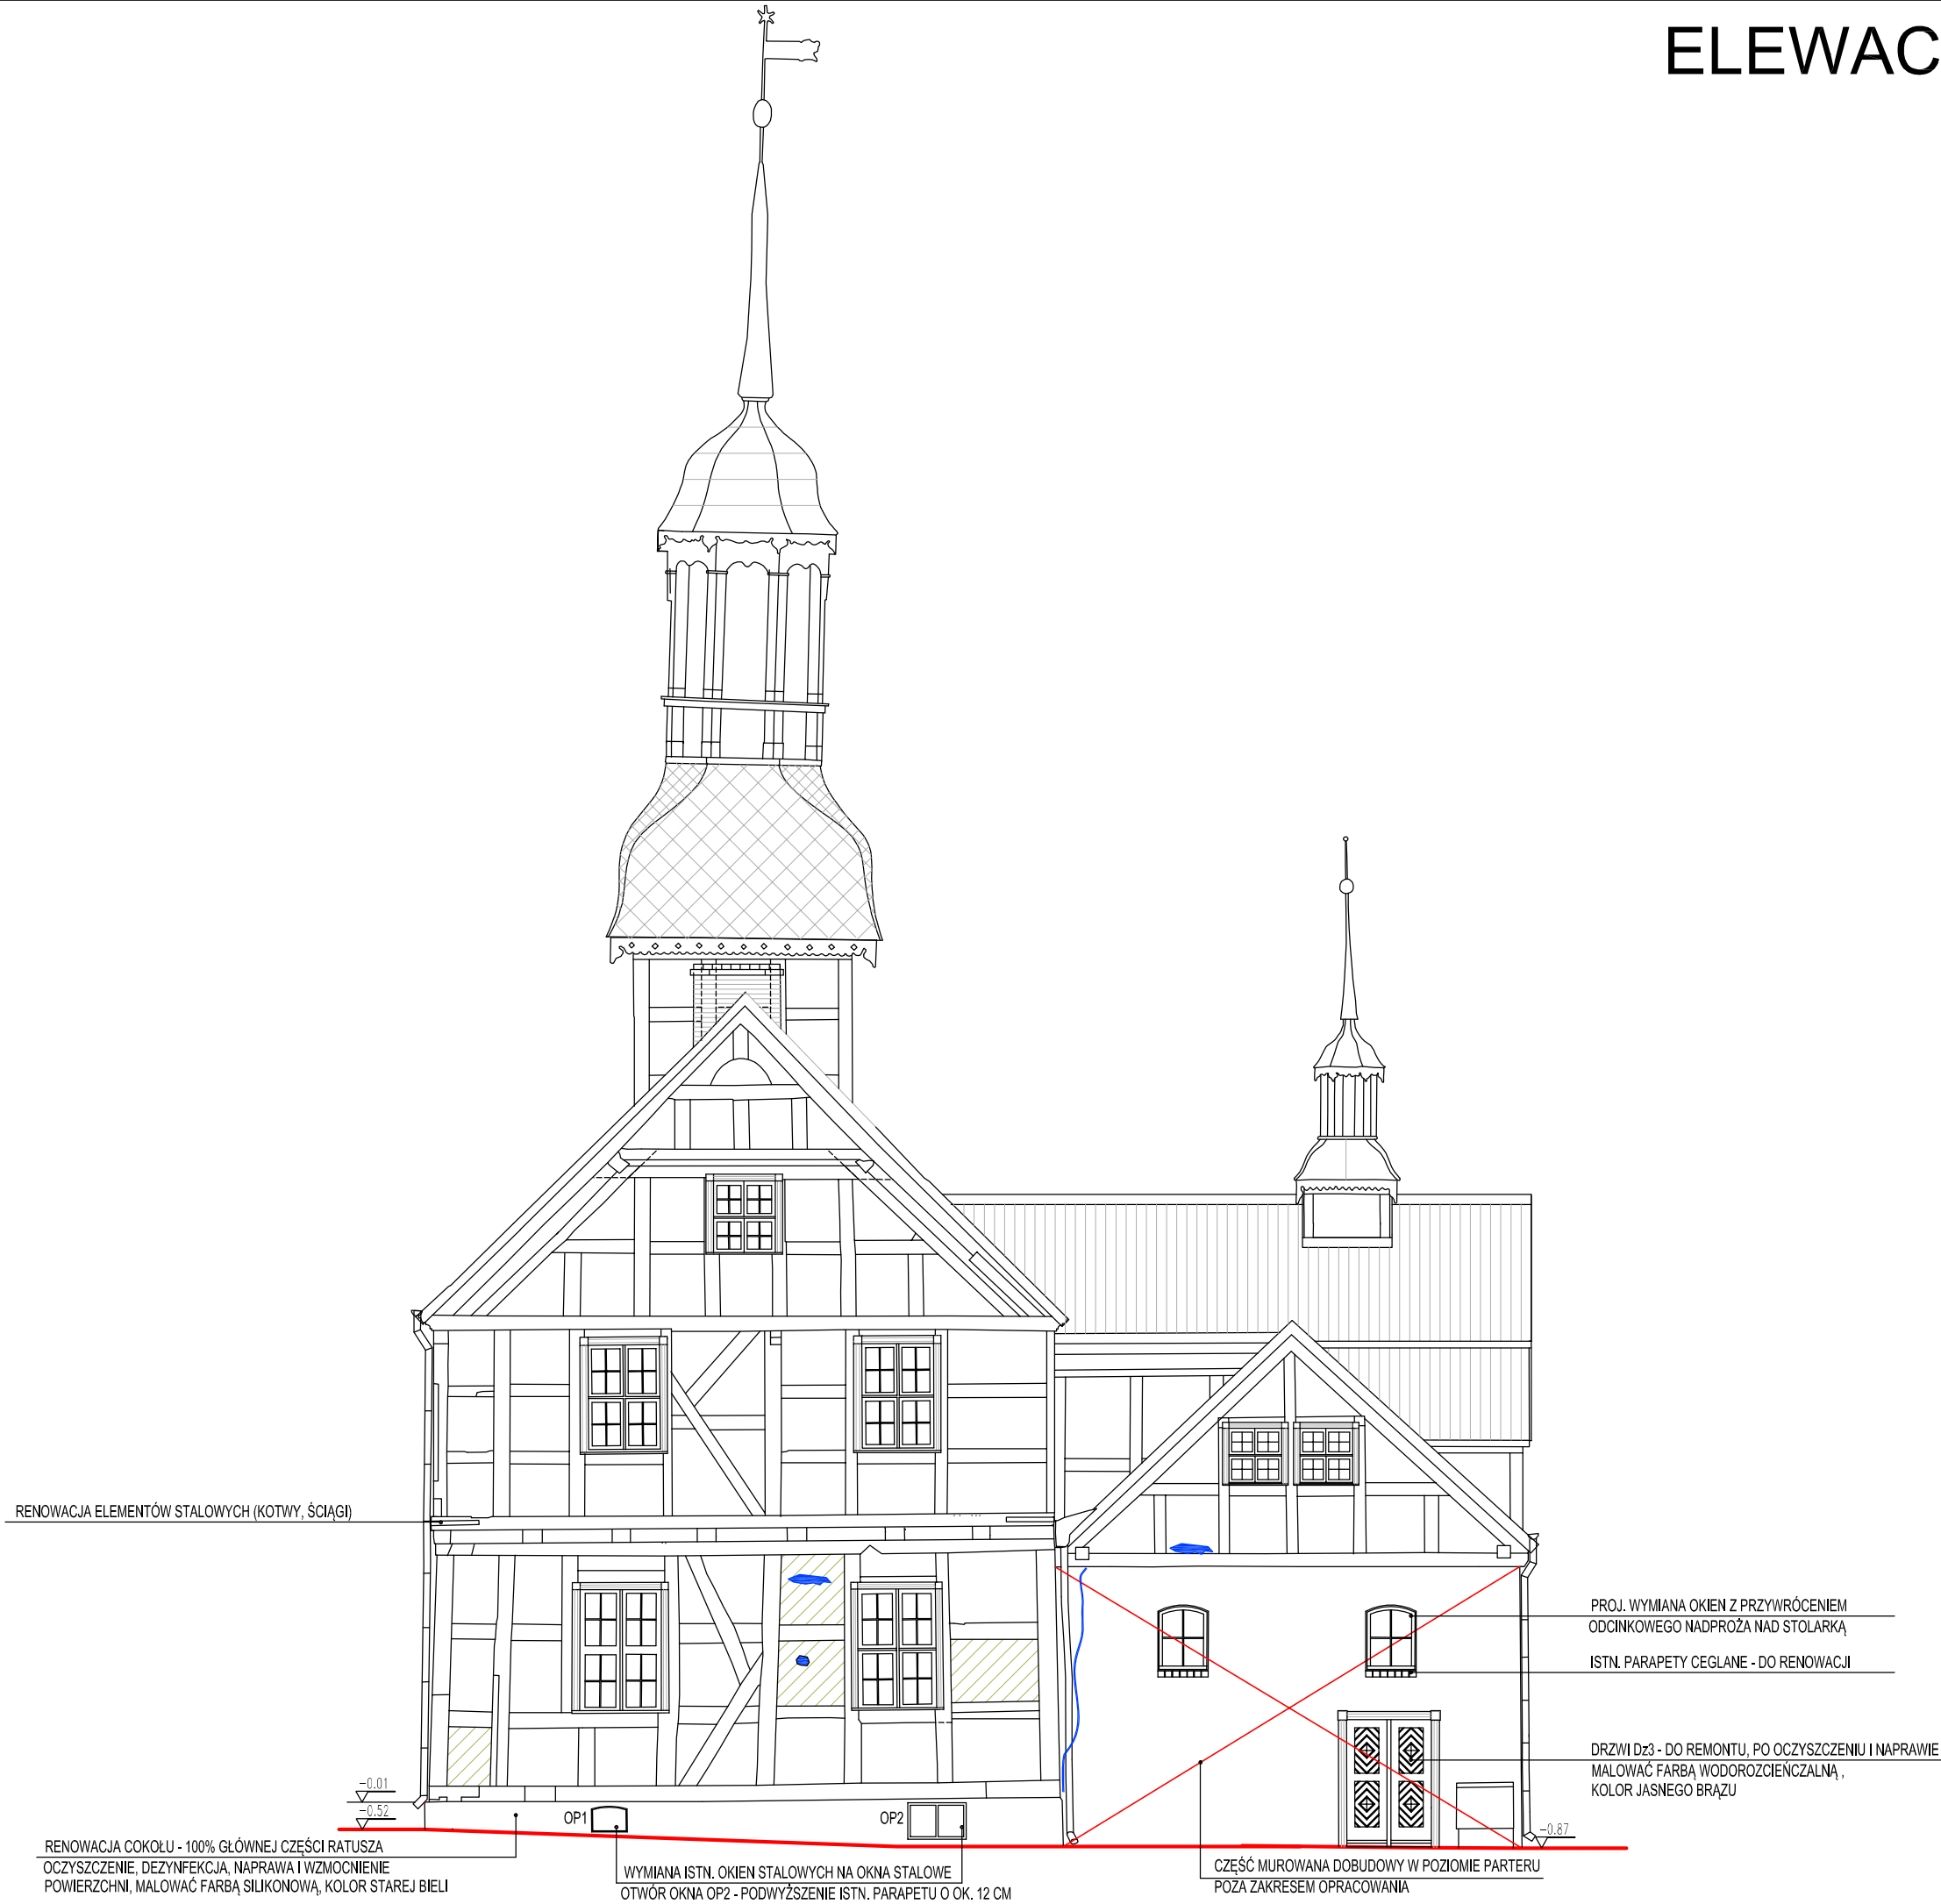 ELEWAC
RENOWACJA ELEMENTÓW STALOWYCH (KOTWY, ŚCIĄGI)
PROJ. WYMIANA OKIEN Z PRZYWRÓCENIEM
ODCINKOWEGO NADPROŻA NAD STOLARKĄ
ISTN. PARAPETY CEGLANE - DO RENOWACJI
DRZWI Dz3 - DO REMONTU, PO OCZYSZCZENIU I NAPRAWIE
MALOWAĆ FARBĄ WODOROZCIEŃCZALNĄ ,
KOLOR JASNEGO BRĄZU
-0.01
-0.52
OP1
OP2
-0.87
RENOWACJA COKOŁU - 100% GŁÓWNEJ CZĘŚCI RATUSZA
OCZYSZCZENIE, DEZYNFEKCJA, NAPRAWA I WZMOCNIENIE
POWIERZCHNI, MALOWAĆ FARBĄ SILIKONOWĄ, KOLOR STAREJ BIELI
WYMIANA ISTN. OKIEN STALOWYCH NA OKNA STALOWE
OTWÓR OKNA OP2 - PODWYŻSZENIE ISTN. PARAPETU O OK. 12 CM
CZĘŚĆ MUROWANA DOBUDOWY W POZIOMIE PARTERU
POZA ZAKRESEM OPRACOWANIA